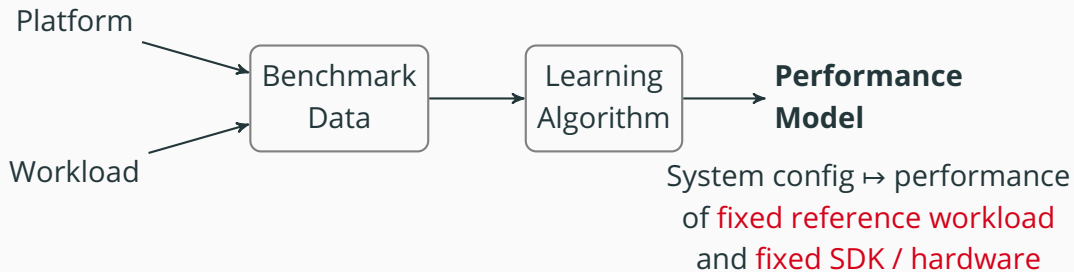 Platform
Workload
Benchmark
Data
Learning
Algorithm
Performance
Model
System config ↦ performance
of fixed reference workload
and fixed SDK / hardware